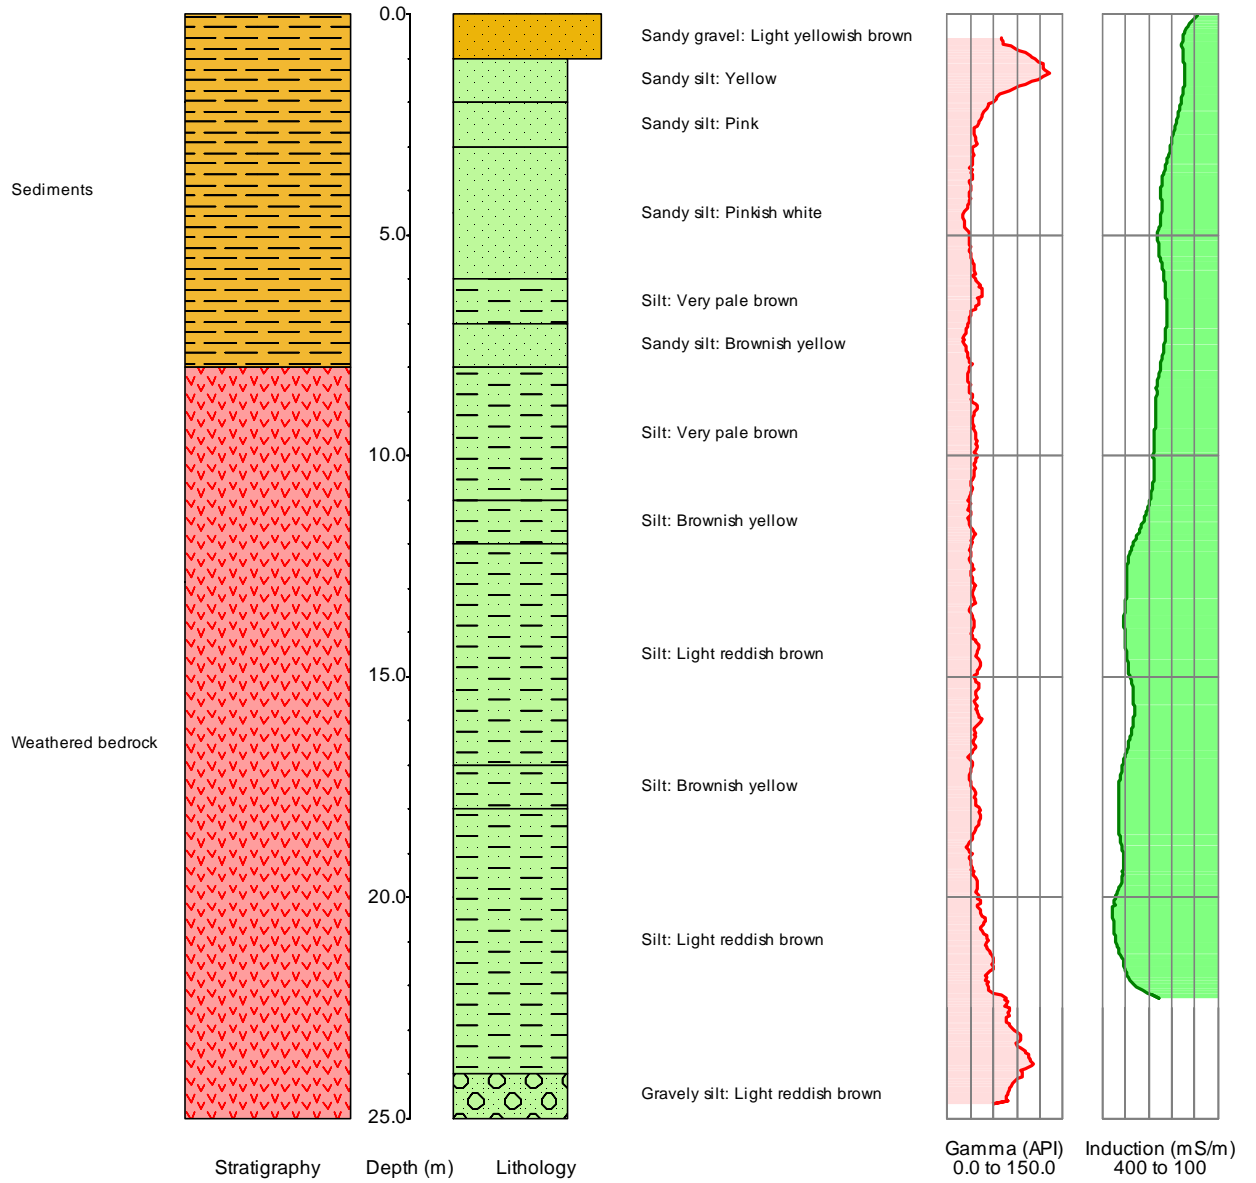 0.0
Sandy gravel: Light yellowish brown
Sandy silt: Yellow
Sandy silt: Pink
Sediments
Sandy silt: Pinkish white
5.0
Silt: Very pale brown
Sandy silt: Brownish yellow
Silt: Very pale brown
10.0
Silt: Brownish yellow
Silt: Light reddish brown
15.0
Weathered bedrock
Silt: Brownish yellow
20.0
Silt: Light reddish brown
Gravely silt: Light reddish brown
25.0
Stratigraphy
Depth (m)
Lithology
Gamma (API)
0.0 to 150.0
Induction (mS/m)
400 to 100